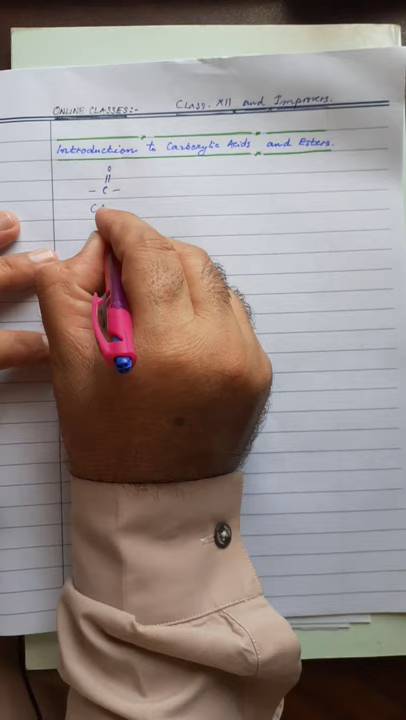 ONLINE CLASSES:- Class. XII and Improvers.
Introduction to Carboxylic Acids and Esters.
O
||
– C –